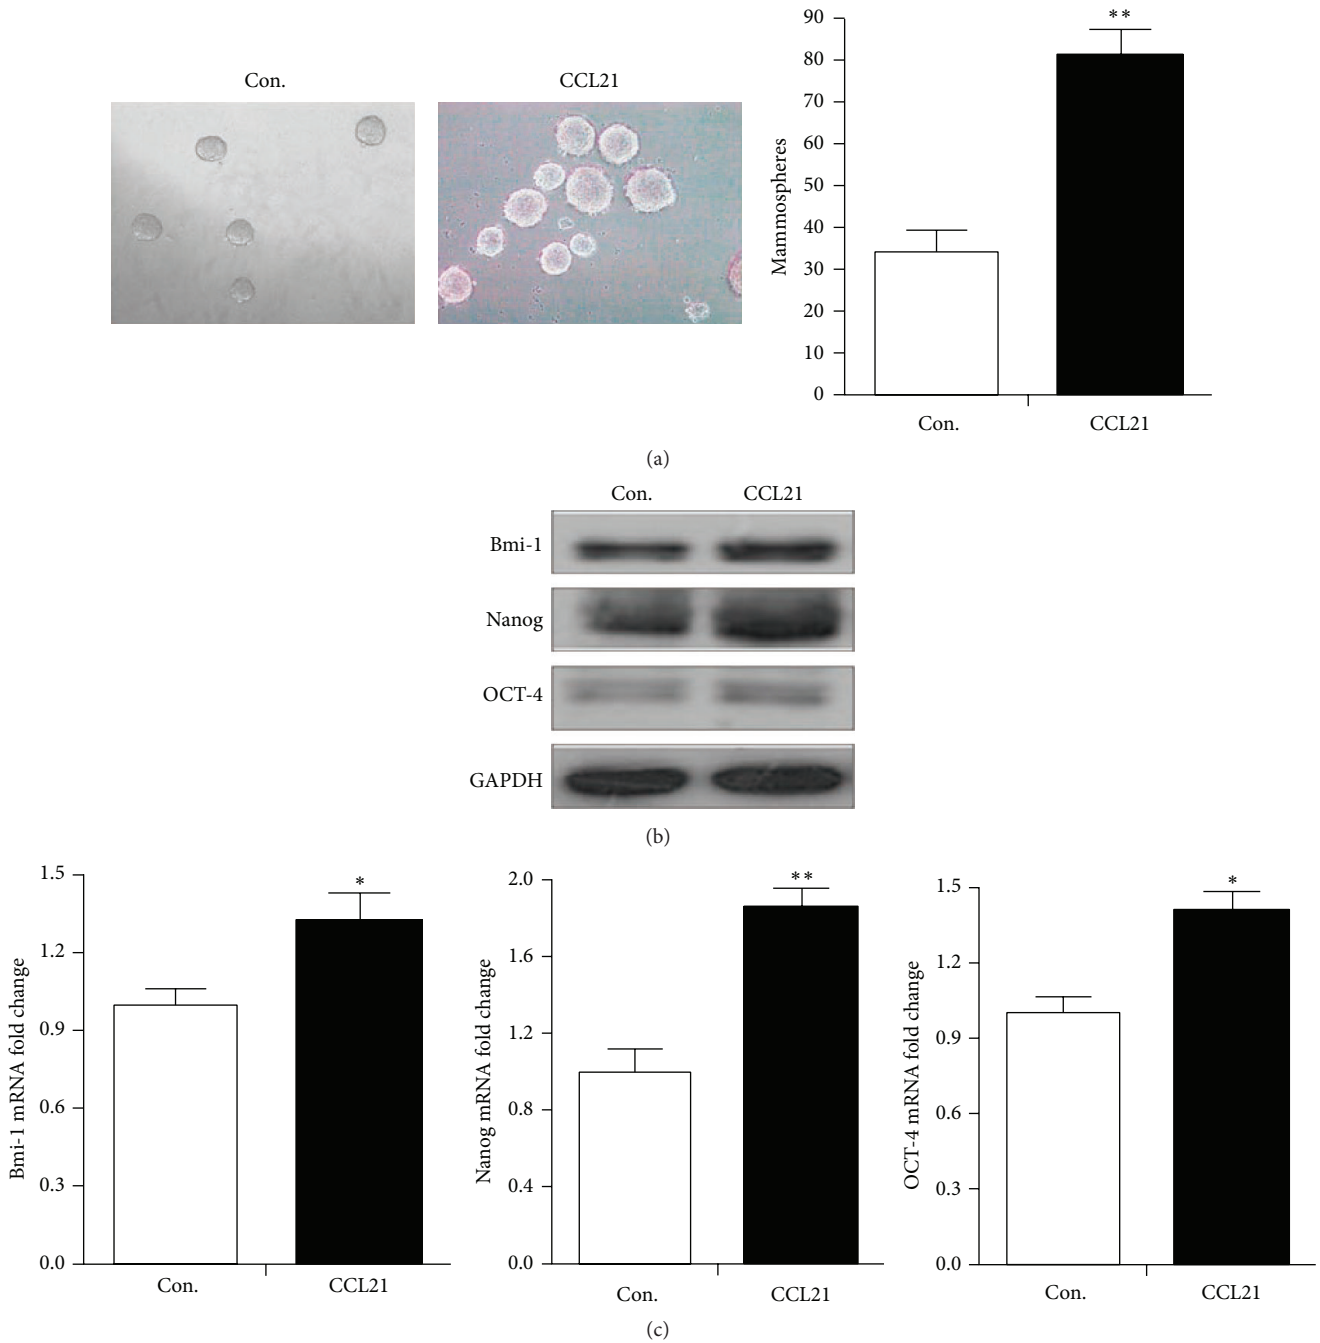 Con.
CCL21
**
90
80
70
60
50
40
30
20
10
0
Mammospheres
Con.
CCL21
(a)
Con.
CCL21
Bmi-1
Nanog
OCT-4
GAPDH
(b)
1.5
1.2
0.9
0.6
0.3
0.0
Bmi-1 mRNA fold change
*
Con.
CCL21
2.0
1.6
1.2
0.8
0.4
0.0
Nanog mRNA fold change
**
Con.
CCL21
1.5
1.2
0.9
0.6
0.3
0.0
OCT-4 mRNA fold change
*
Con.
CCL21
(c)